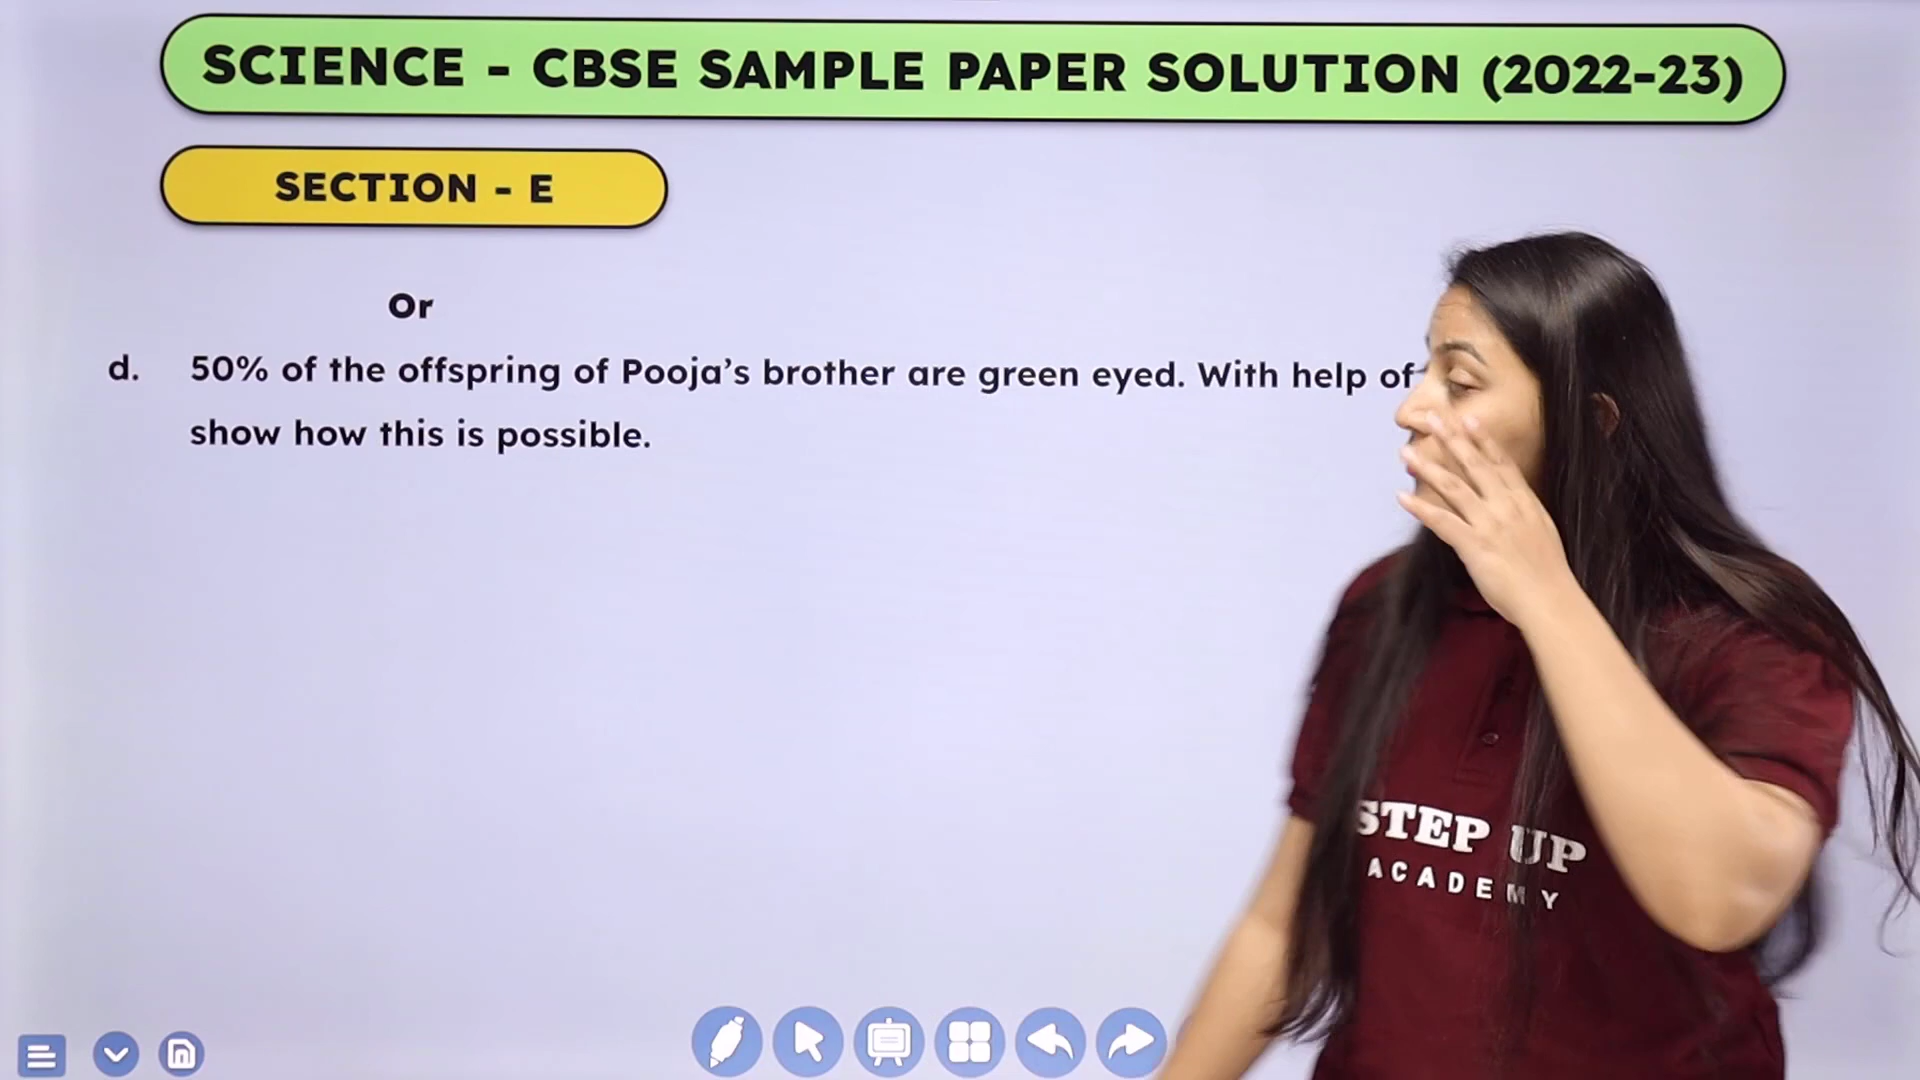 SCIENCE - CBSE SAMPLE PAPER SOLUTION (2022-23)
SECTION - E
Or
d. 50% of the offspring of Pooja's brother are green eyed. With help of
show how this is possible.
STEP UP
ACADEMY